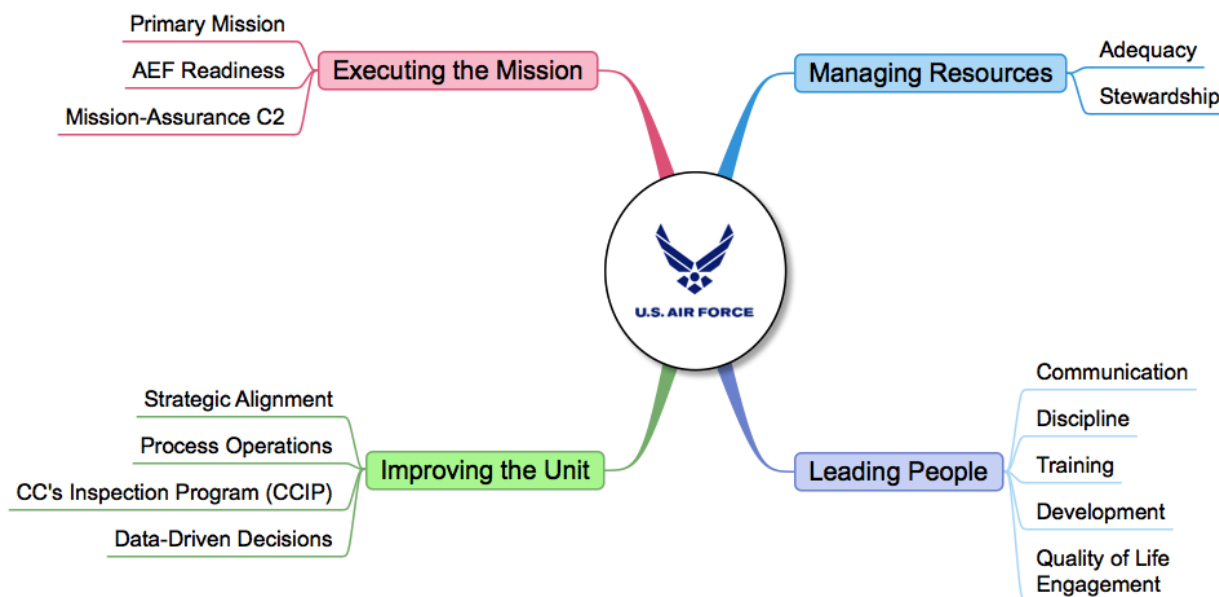 Primary Mission
AEF Readiness
Mission-Assurance C2
Executing the Mission
Managing Resources
Adequacy
Stewardship
U.S. AIR FORCE
Strategic Alignment
Process Operations
CC's Inspection Program (CCIP)
Data-Driven Decisions
Improving the Unit
Leading People
Communication
Discipline
Training
Development
Quality of Life
Engagement